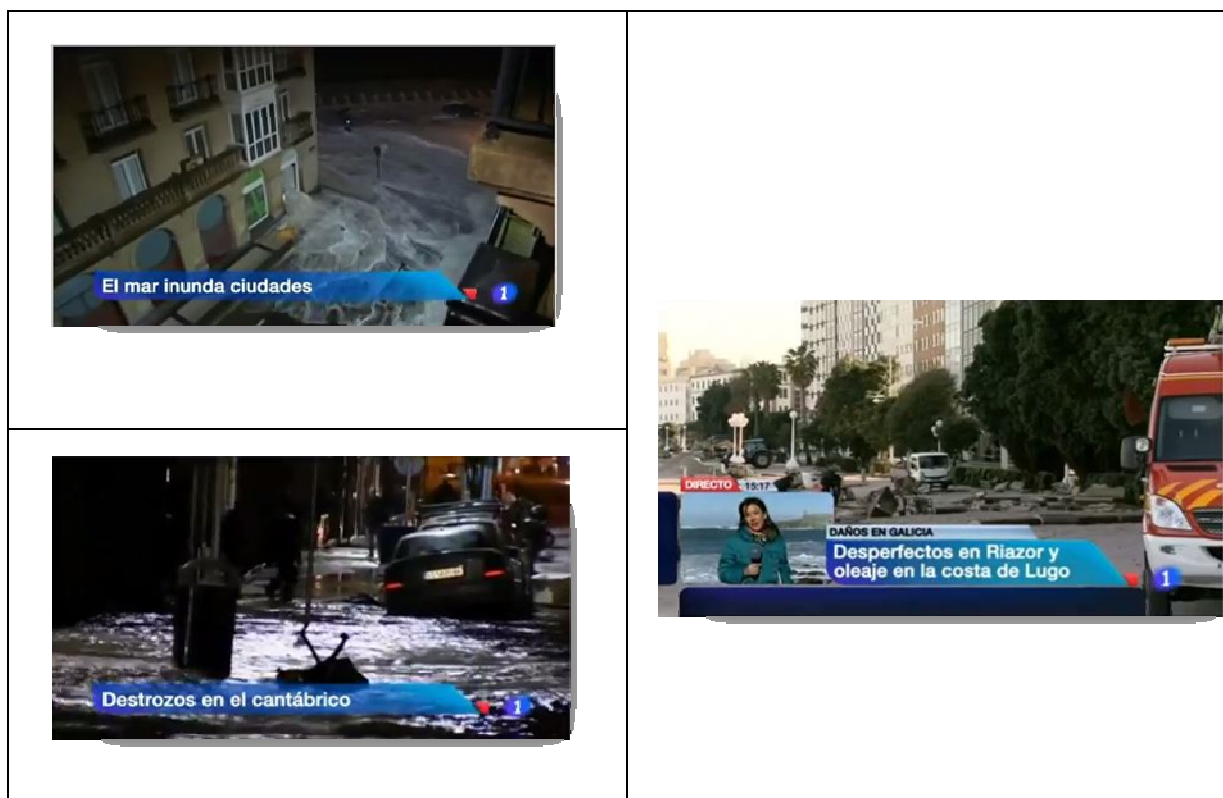 El mar inunda ciudades
1
Destrozos en el cantábrico
1
DIRECTO 15:17
DAÑOS EN GALICIA
Desperfectos en Riazor y
oleaje en la costa de Lugo
1